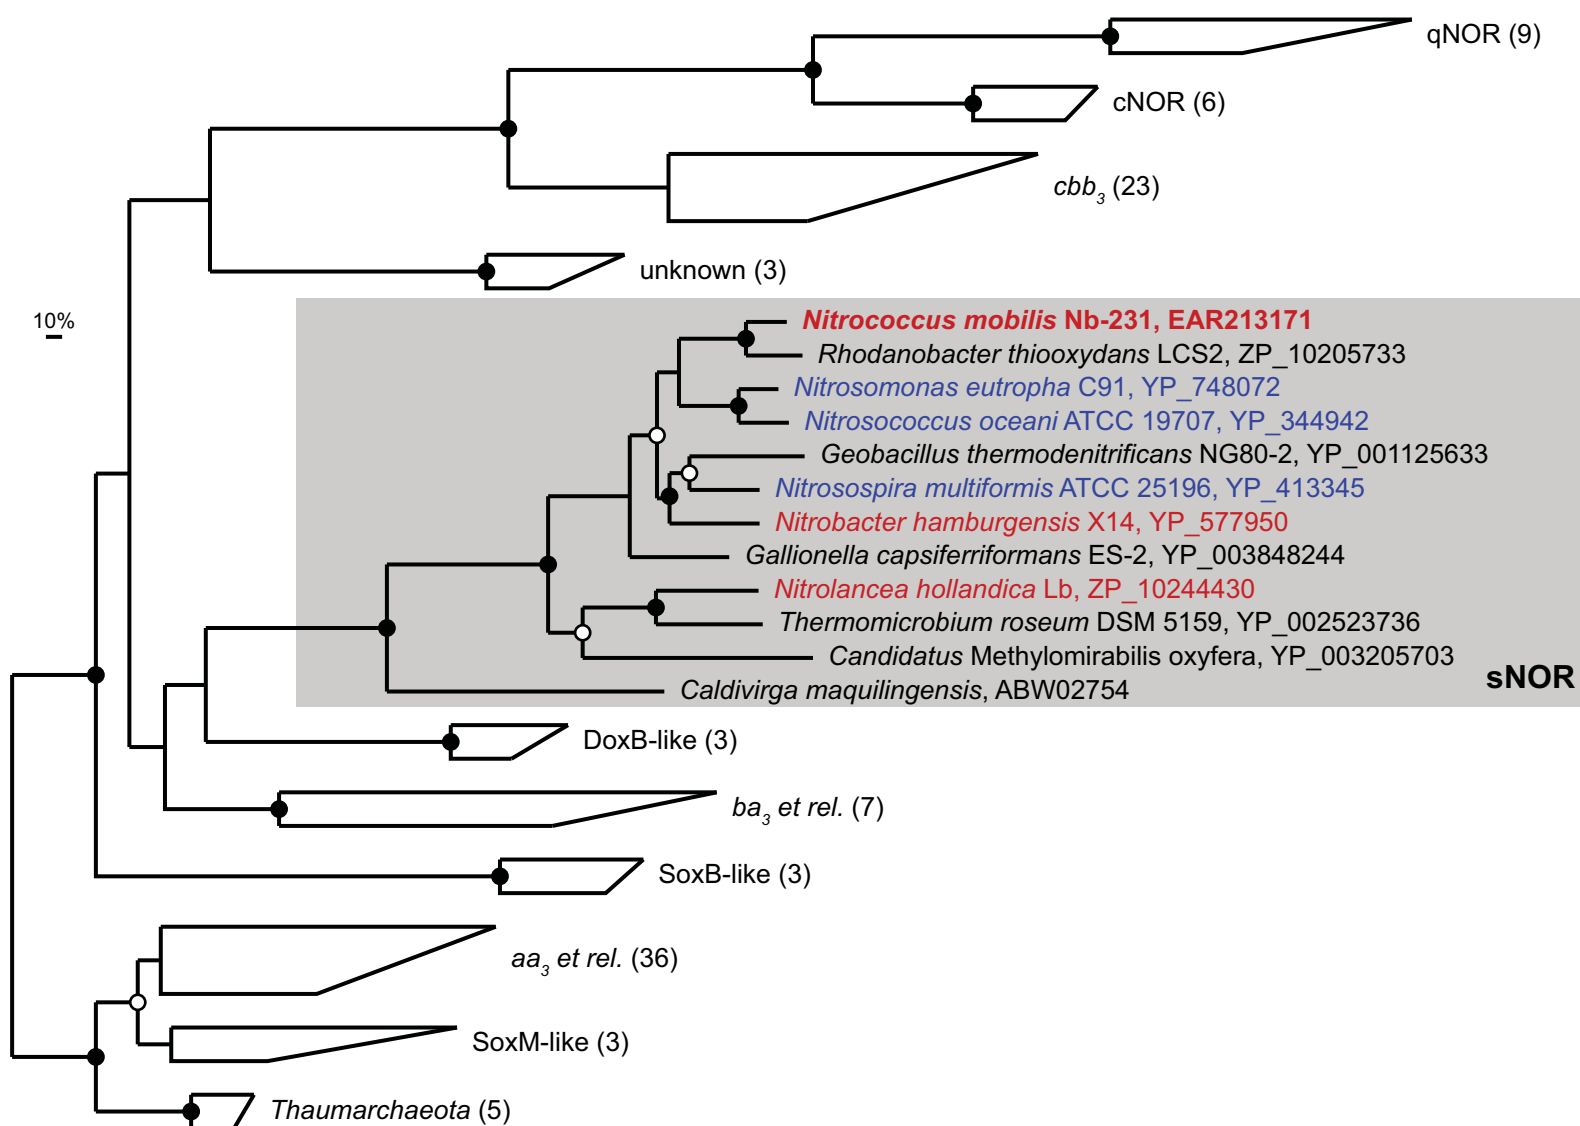 qNOR (9)
cNOR (6)
cbb3 (23)
unknown (3)
10%
Nitrococcus mobilis Nb-231, EAR213171
Rhodanobacter thiooxydans LCS2, ZP_10205733
Nitrosomonas eutropha C91, YP_748072
Nitrosococcus oceani ATCC 19707, YP_344942
Geobacillus thermodenitrificans NG80-2, YP_001125633
Nitrosospira multiformis ATCC 25196, YP_413345
Nitrobacter hamburgensis X14, YP_577950
Gallionella capsiferriformans ES-2, YP_003848244
Nitrolancea hollandica Lb, ZP_10244430
Thermomicrobium roseum DSM 5159, YP_002523736
Candidatus Methylomirabilis oxyfera, YP_003205703
sNOR
Caldivirga maquilingensis, ABW02754
DoxB-like (3)
ba3 et rel. (7)
SoxB-like (3)
aa3 et rel. (36)
SoxM-like (3)
Thaumarchaeota (5)